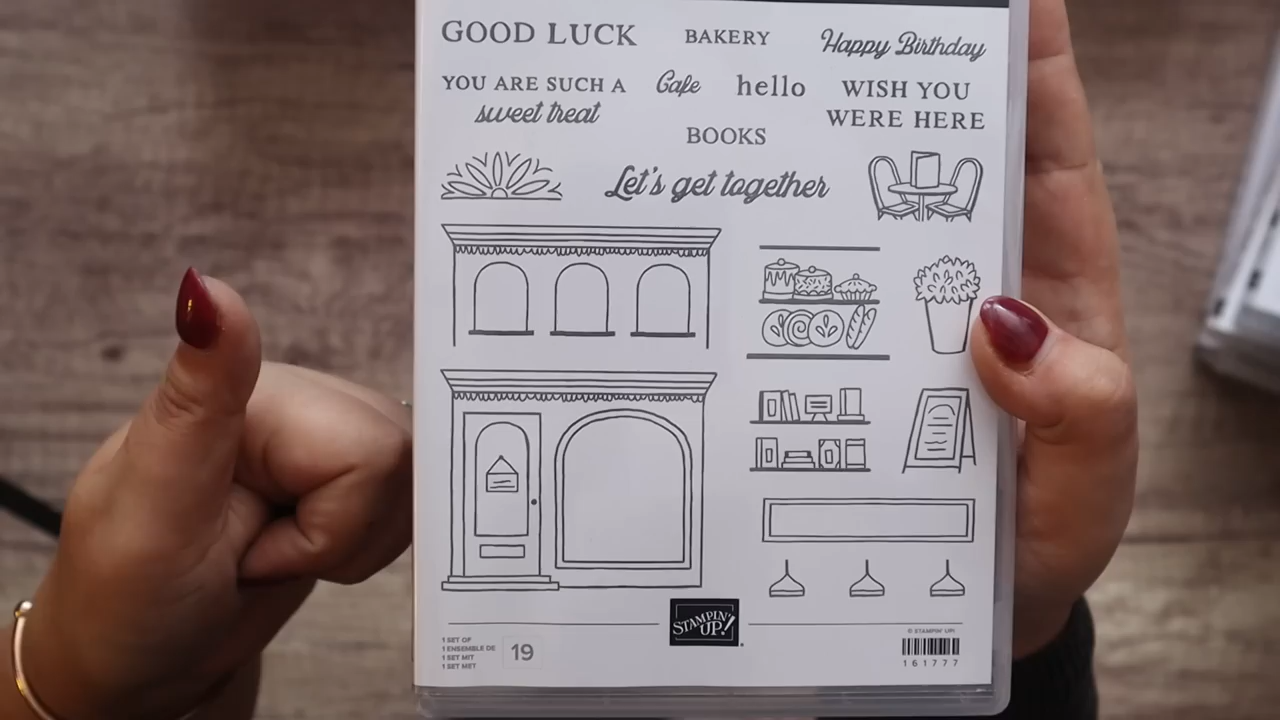 GOOD LUCK
BAKERY
Happy Birthday
YOU ARE SUCH A
sweet treat
Cafe
hello
WISH YOU
WERE HERE
BOOKS
Let's get together
STAMPIN'
UP!
1 SET OF
1 ENSEMBLE DE
1 SET MIT
1 SET MET
19
© STAMPIN' UP!
161777